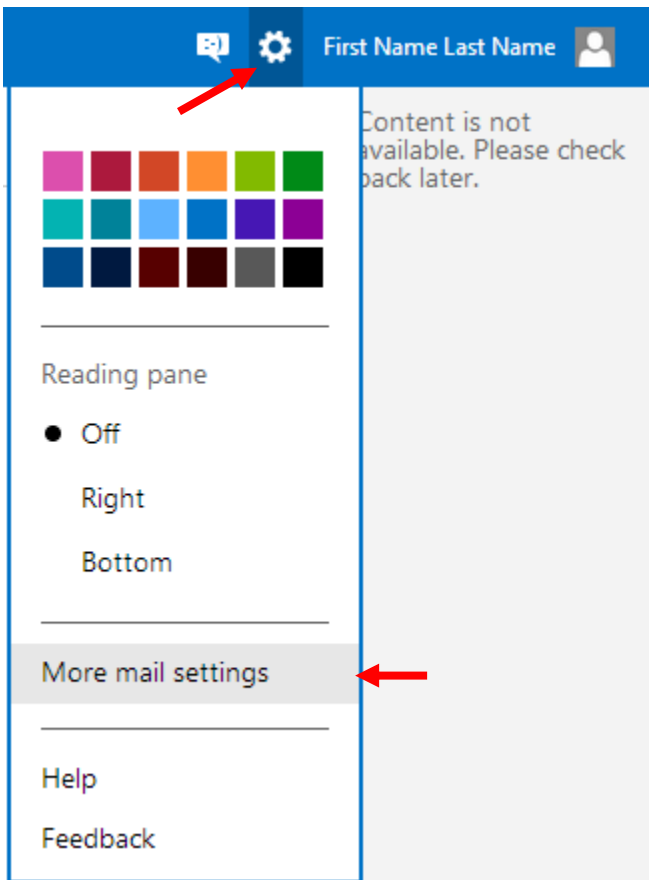 First Name Last Name
Content is not
available. Please check
back later.
Reading pane
Off
Right
Bottom
More mail settings
Help
Feedback